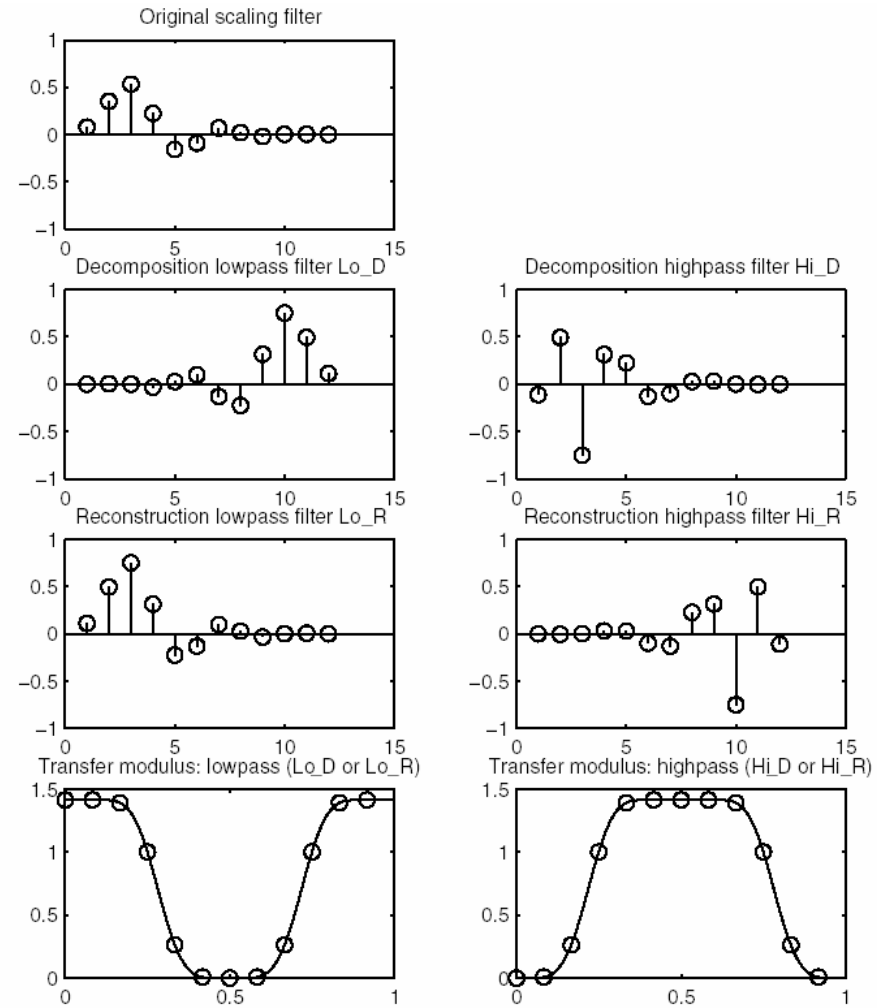 Original scaling filter
1
0.5
0
−0.5
−1
0 5 10 15
Decomposition lowpass filter Lo_D
1
0.5
0
−0.5
−1
0 5 10 15
Decomposition highpass filter Hi_D
1
0.5
0
−0.5
−1
0 5 10 15
Reconstruction lowpass filter Lo_R
1
0.5
0
−0.5
−1
0 5 10 15
Reconstruction highpass filter Hi_R
1
0.5
0
−0.5
−1
0 5 10 15
Transfer modulus: lowpass (Lo_D or Lo_R)
1.5
1
0.5
0
0 0.5 1
Transfer modulus: highpass (Hi_D or Hi_R)
1.5
1
0.5
0
0 0.5 1